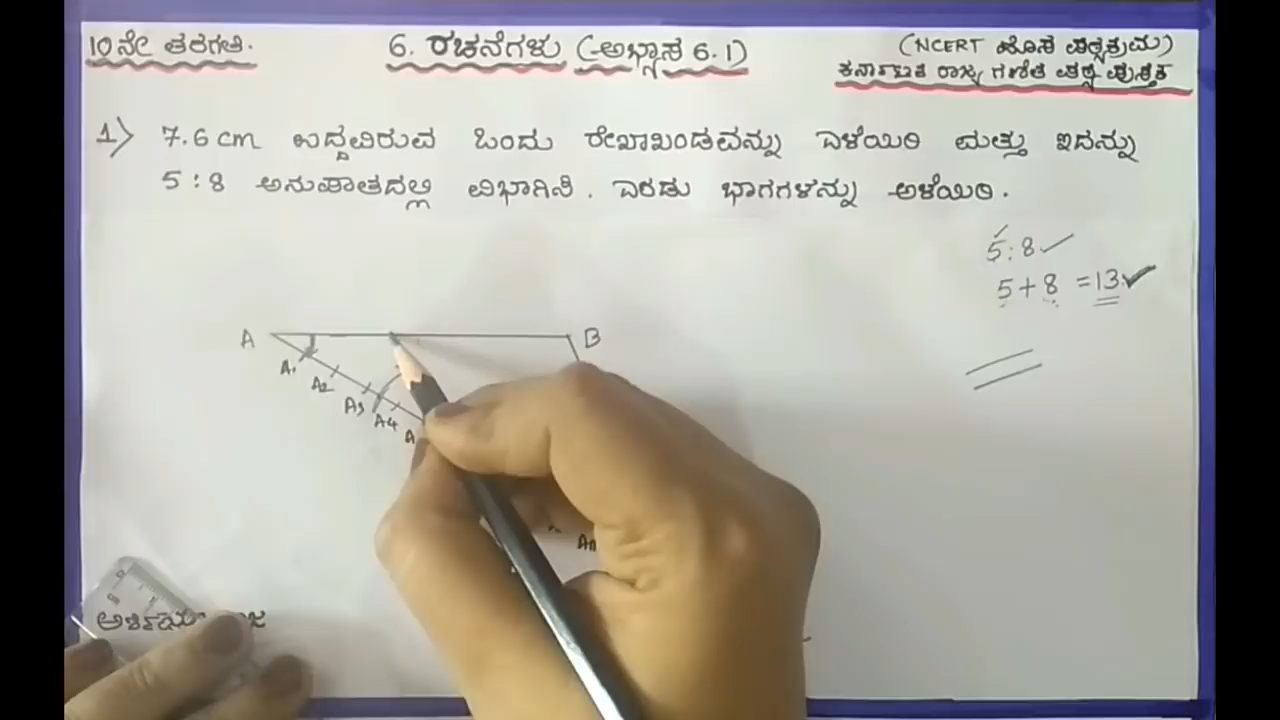 10ನೇ ತರಗತಿ.
6. ರಚನೆಗಳು (ಅಭ್ಯಾಸ 6.1)
(NCERT ಹೊಸ ಪಠ್ಯಕ್ರಮ)
ಕರ್ನಾಟಕ ರಾಜ್ಯ ಗಣಿತ ಪಠ್ಯ ಪುಸ್ತಕ
1) 7.6 cm ಉದ್ದವಿರುವ ಒಂದು ರೇಖಾಖಂಡವನ್ನು ಎಳೆಯಿರಿ ಮತ್ತು ಇದನ್ನು
5:8 ಅನುಪಾತದಲ್ಲಿ ವಿಭಾಗಿಸಿ. ಎರಡು ಭಾಗಗಳನ್ನು ಅಳೆಯಿರಿ.
5:8
5+8 =13
A B
A1
A2
A3
A4
A
A11